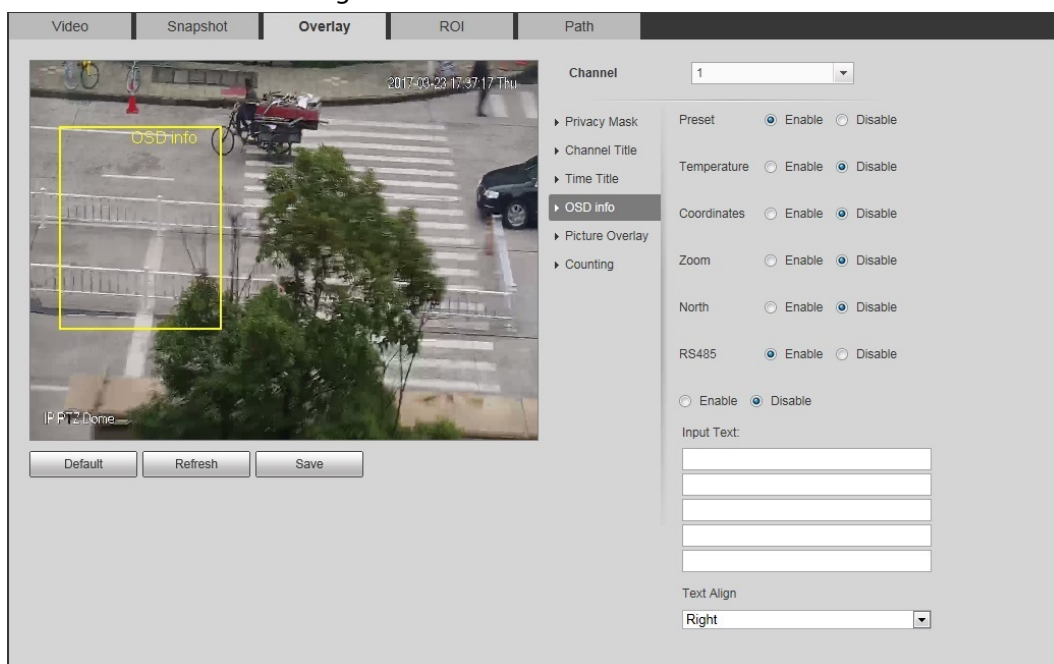 Video Snapshot Overlay ROI Path
2017-03-23 17:37:17 Thu
OSD info
IP PTZ Dome
Default Refresh Save
Channel 1
Privacy Mask
Channel Title
Time Title
OSD info
Picture Overlay
Counting
Preset Enable Disable
Temperature Enable Disable
Coordinates Enable Disable
Zoom Enable Disable
North Enable Disable
RS485 Enable Disable
Enable Disable
Input Text:
Text Align
Right